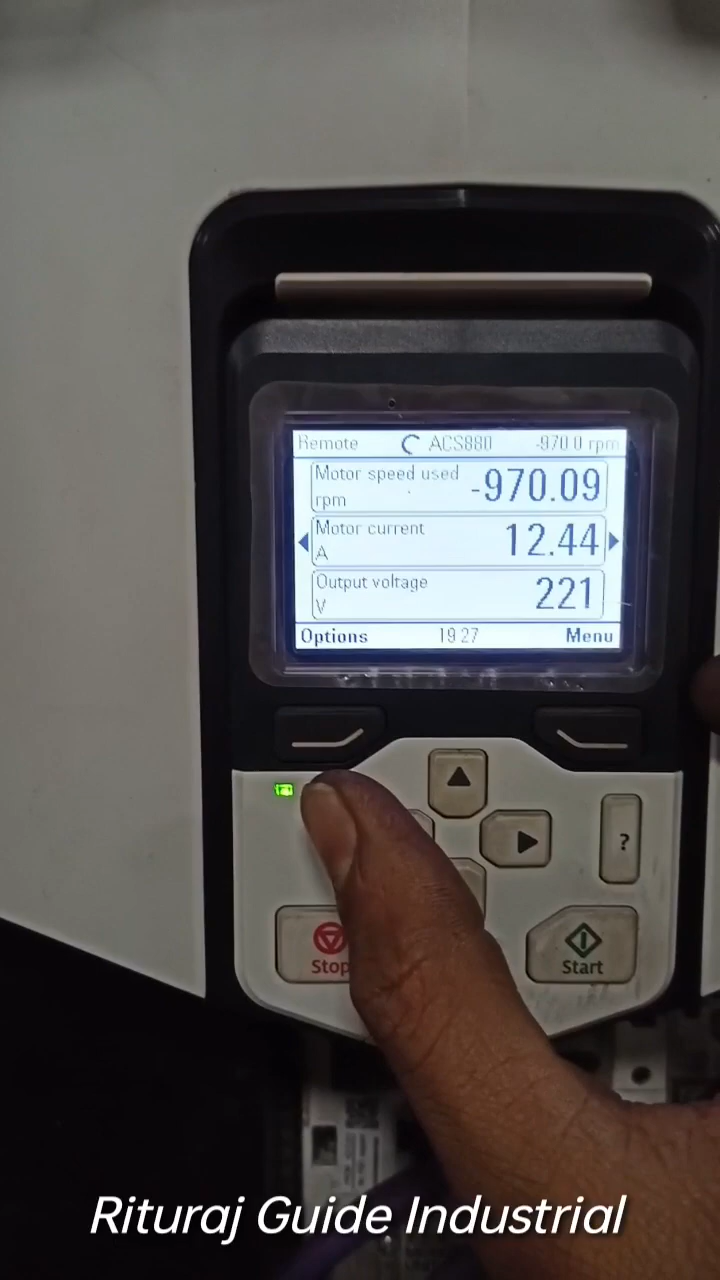 Remote ACS880 -970.0 rpm
Motor speed used
rpm
-970.09
Motor current
A
12.44
Output voltage
V
221
Options 19:27 Menu
?
Stop
Start
Rituraj Guide Industrial